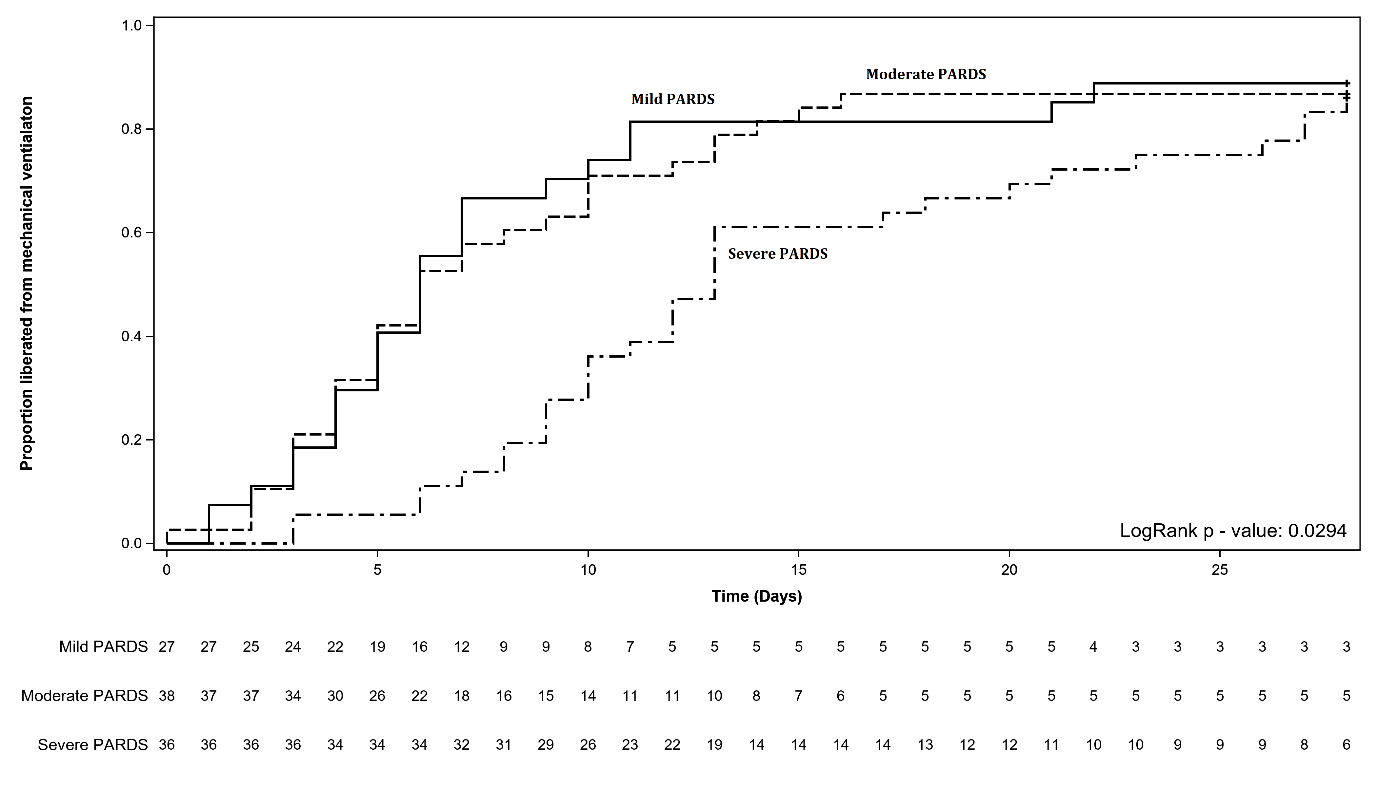 1.0
Moderate PARDS
Mild PARDS
0.8
0.6
Severe PARDS
0.4
0.2
LogRank p - value: 0.0294
0.0
Proportion liberated from mechanical ventialaton
0 5 10 15 20 25
Time (Days)
Mild PARDS 27 27 25 24 22 19 16 12 9 9 8 7 5 5 5 5 5 5 5 5 5 5 4 3 3 3 3 3 3
Moderate PARDS 38 37 37 34 30 26 22 18 16 15 14 11 11 10 8 7 6 5 5 5 5 5 5 5 5 5 5 5 5
Severe PARDS 36 36 36 36 34 34 34 32 31 29 26 23 22 19 14 14 14 14 13 12 12 11 10 10 9 9 9 8 6